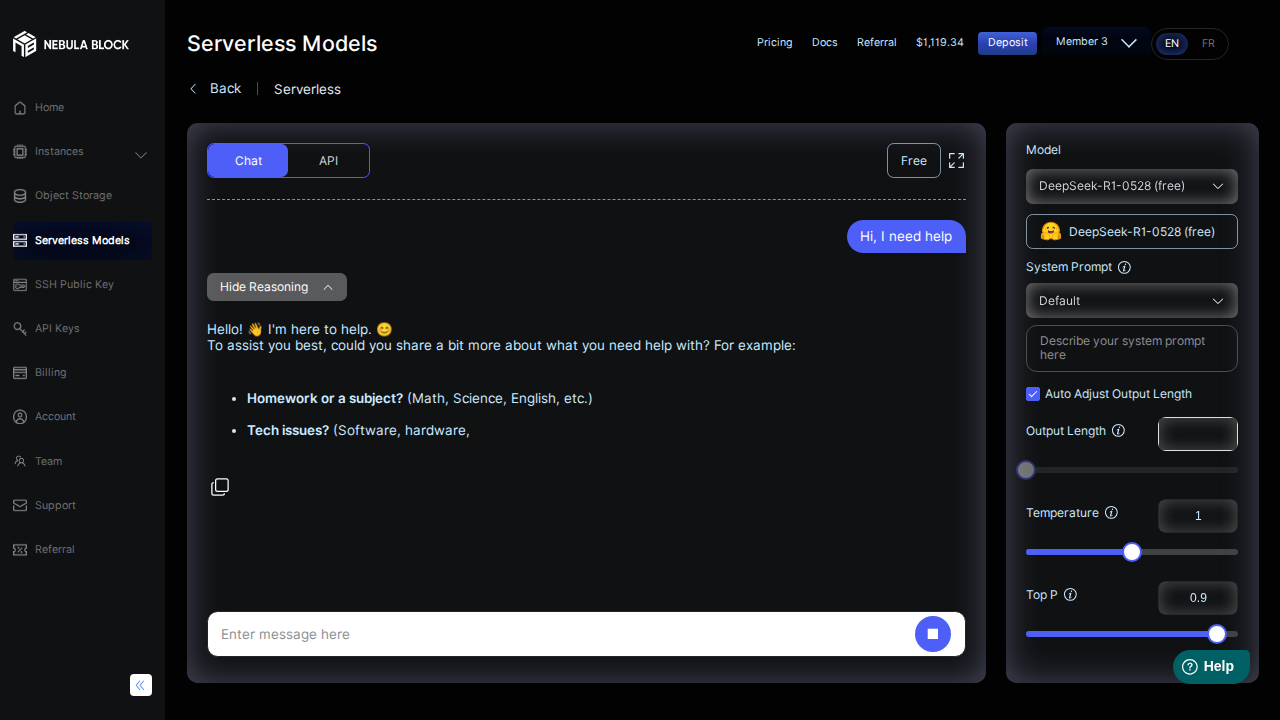 NEBULA BLOCK
Home
Instances
Object Storage
Serverless Models
SSH Public Key
API Keys
Billing
Account
Team
Support
Referral
Serverless Models
Pricing
Docs
Referral
$1,119.34
Deposit
Member 3
EN
FR
Back
Serverless
Chat
API
Free
Hi, I need help
Hide Reasoning
Hello! 👋 I'm here to help. 😊
To assist you best, could you share a bit more about what you need help with? For example:
• Homework or a subject? (Math, Science, English, etc.)
• Tech issues? (Software, hardware,
Enter message here
Model
DeepSeek-R1-0528 (free)
DeepSeek-R1-0528 (free)
System Prompt
Default
Describe your system prompt
here
Auto Adjust Output Length
Output Length
Temperature
1
Top P
0.9
Help